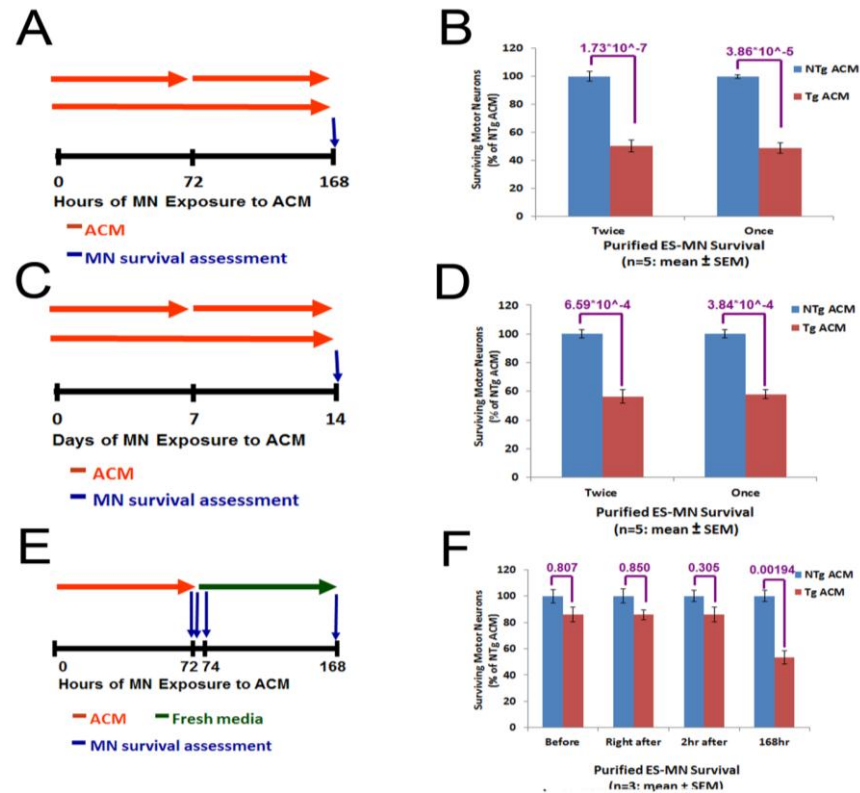 A
0 72 168
Hours of MN Exposure to ACM
ACM
MN survival assessment
B
1.73*10^-7 3.86*10^-5
120
100
80
60
40
20
0
Surviving Motor Neurons
(% of NTg ACM)
NTg ACM
Tg ACM
Twice Once
Purified ES-MN Survival
(n=5: mean ± SEM)
C
0 7 14
Days of MN Exposure to ACM
ACM
MN survival assessment
D
6.59*10^-4 3.84*10^-4
120
100
80
60
40
20
0
Surviving Motor Neurons
(% of NTg ACM)
NTg ACM
Tg ACM
Twice Once
Purified ES-MN Survival
(n=5: mean ± SEM)
E
0 72 74 168
Hours of MN Exposure to ACM
ACM Fresh media
MN survival assessment
F
0.807 0.850 0.305 0.00194
120
100
80
60
40
20
0
Surviving Motor Neurons
(% of NTg ACM)
NTg ACM
Tg ACM
Before Right after 2hr after 168hr
Purified ES-MN Survival
(n=3: mean ± SEM)